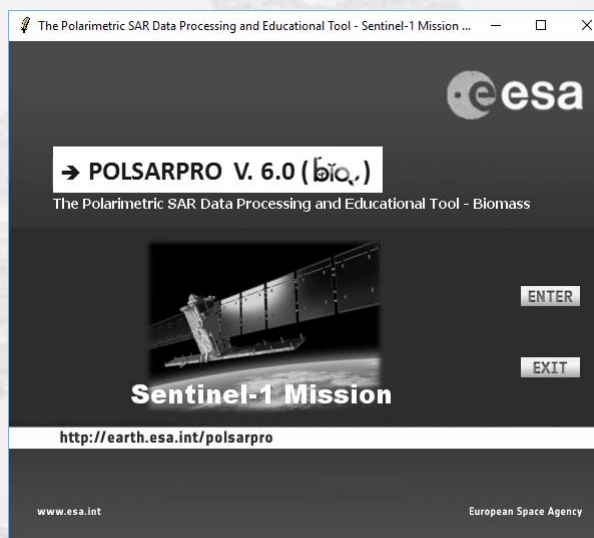 The Polarimetric SAR Data Processing and Educational Tool - Sentinel-1 Mission ...
esa
→ POLSARPRO V. 6.0 (bio.)
The Polarimetric SAR Data Processing and Educational Tool - Biomass
ENTER
EXIT
Sentinel-1 Mission
http://earth.esa.int/polsarpro
www.esa.int
European Space Agency